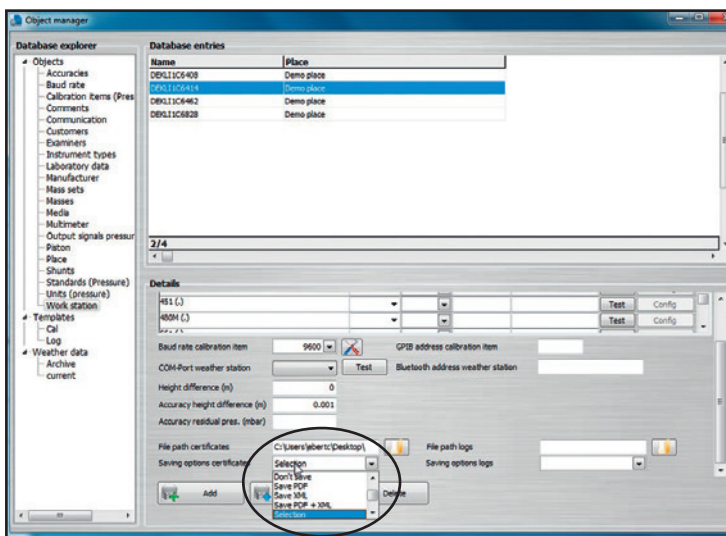 Object manager
Database explorer
Objects
Accuracies
Baud rate
Calibration items (Pres
Comments
Communication
Customers
Examiners
Instrument types
Laboratory data
Manufacturer
Mass sets
Masses
Media
Multimeter
Output signals pressur
Piston
Place
Shunts
Standards (Pressure)
Units (pressure)
Work station
Templates
Cal
Log
Weather data
Archive
current
Database entries
Name Place
DEKLI1C6408 Demo place
DEKLI1C6414 Demo place
DEKLI1C6462 Demo place
DEKLI1C6828 Demo place
2/4
Details
451 (.) Test Config
480M (.) Test Config
Baud rate calibration item 9600 GPIB address calibration item
COM-Port weather station Test Bluetooth address weather station
Height difference (m) 0
Accuracy height difference (m) 0.001
Accuracy residual pres. (mbar)
File path certificates C:\Users\ebertc\Desktop\ File path logs
Saving options certificates Selection Saving options logs
Don't save
Save PDF
Save XML
Save PDF + XML
Selection
Add Delete